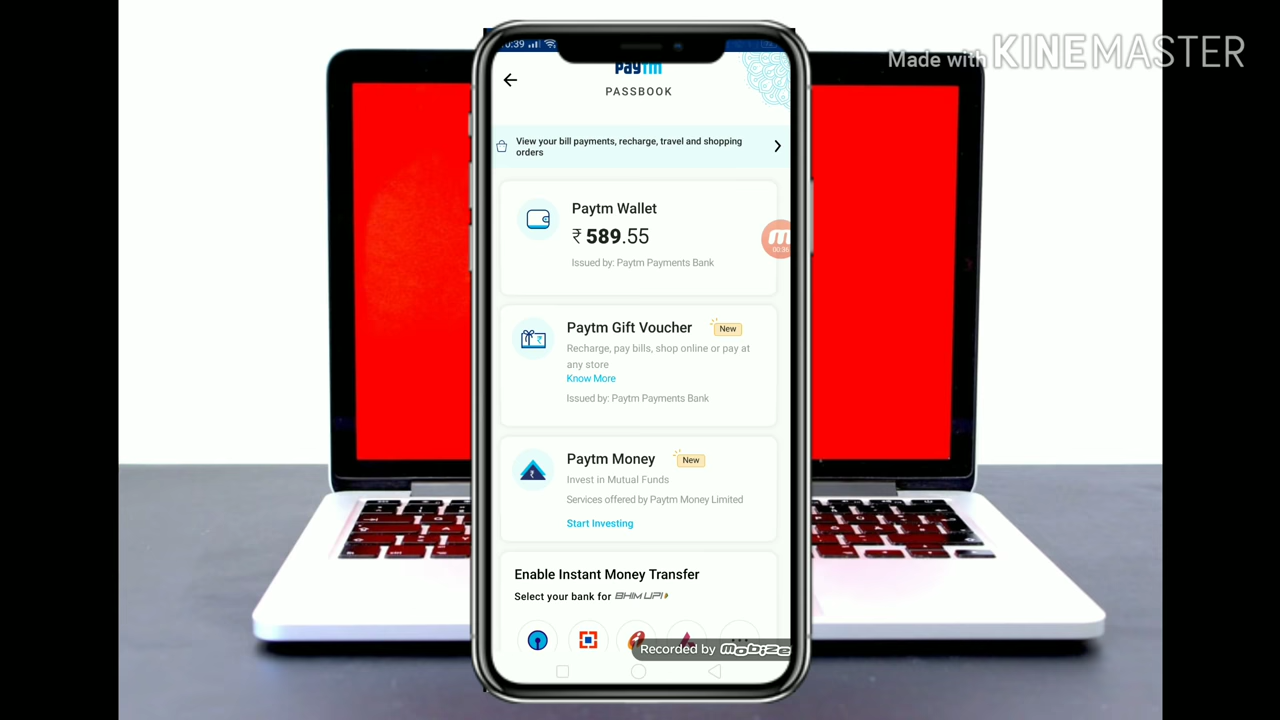 Made with KINEMASTER
0:39
paytm
PASSBOOK
View your bill payments, recharge, travel and shopping
orders
Paytm Wallet
₹ 589.55
Issued by: Paytm Payments Bank
Paytm Gift Voucher New
Recharge, pay bills, shop online or pay at
any store
Know More
Issued by: Paytm Payments Bank
Paytm Money New
Invest in Mutual Funds
Services offered by Paytm Money Limited
Start Investing
Enable Instant Money Transfer
Select your bank for BHIM UPI
Recorded by mobizen